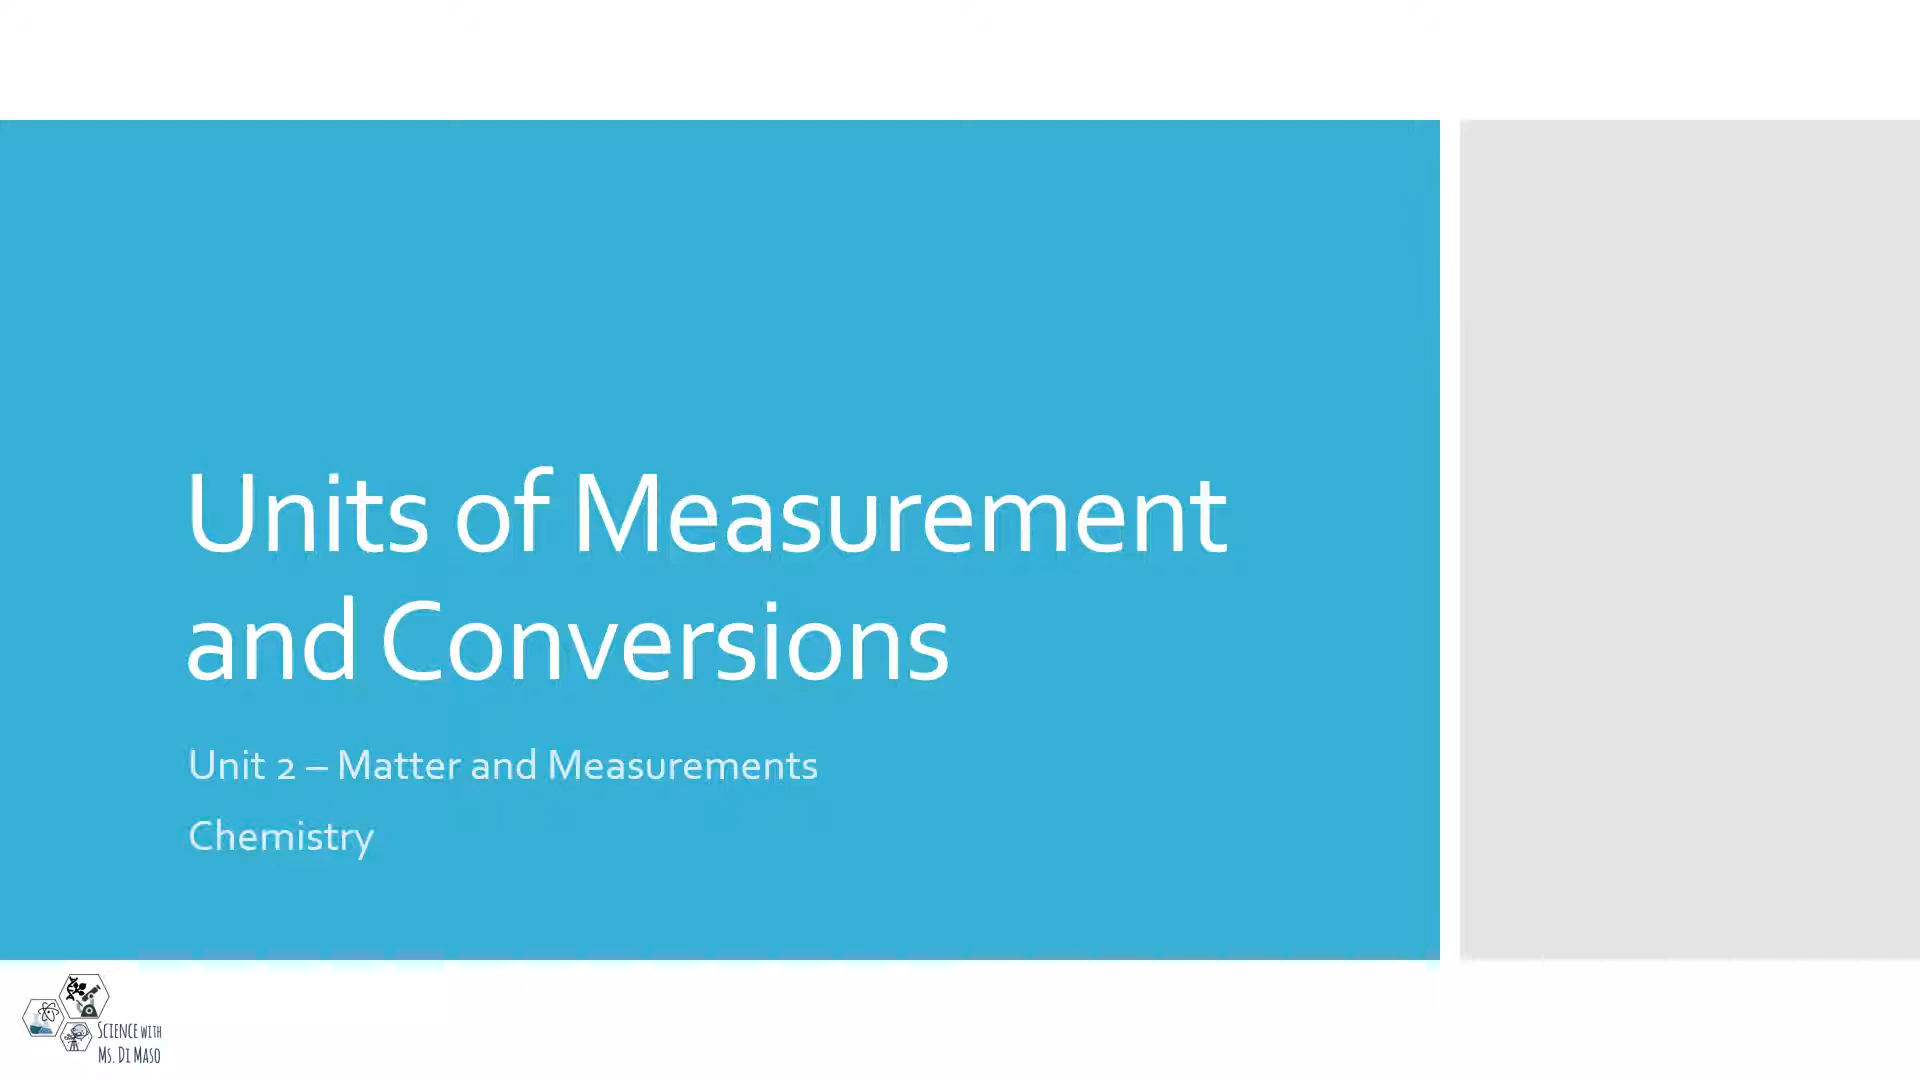 Units of Measurement
and Conversions
Unit 2 – Matter and Measurements
Chemistry
Science with
Ms. Di Maso